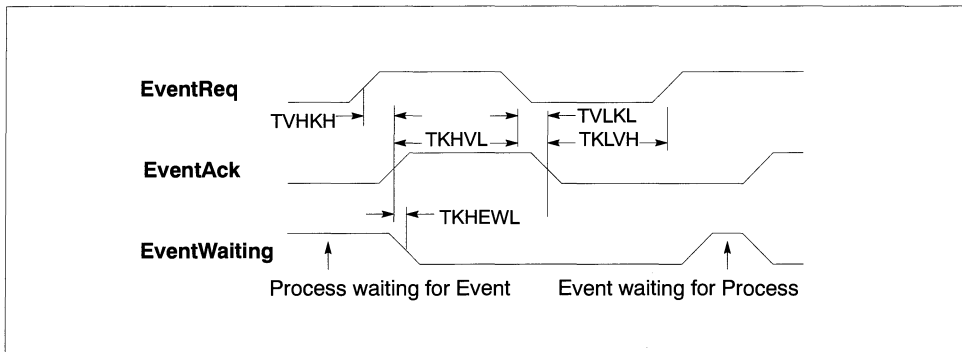 EventReq
TVHKH
TVLKL
TKHVL
TKLVH
EventAck
TKHEWL
EventWaiting
Process waiting for Event
Event waiting for Process